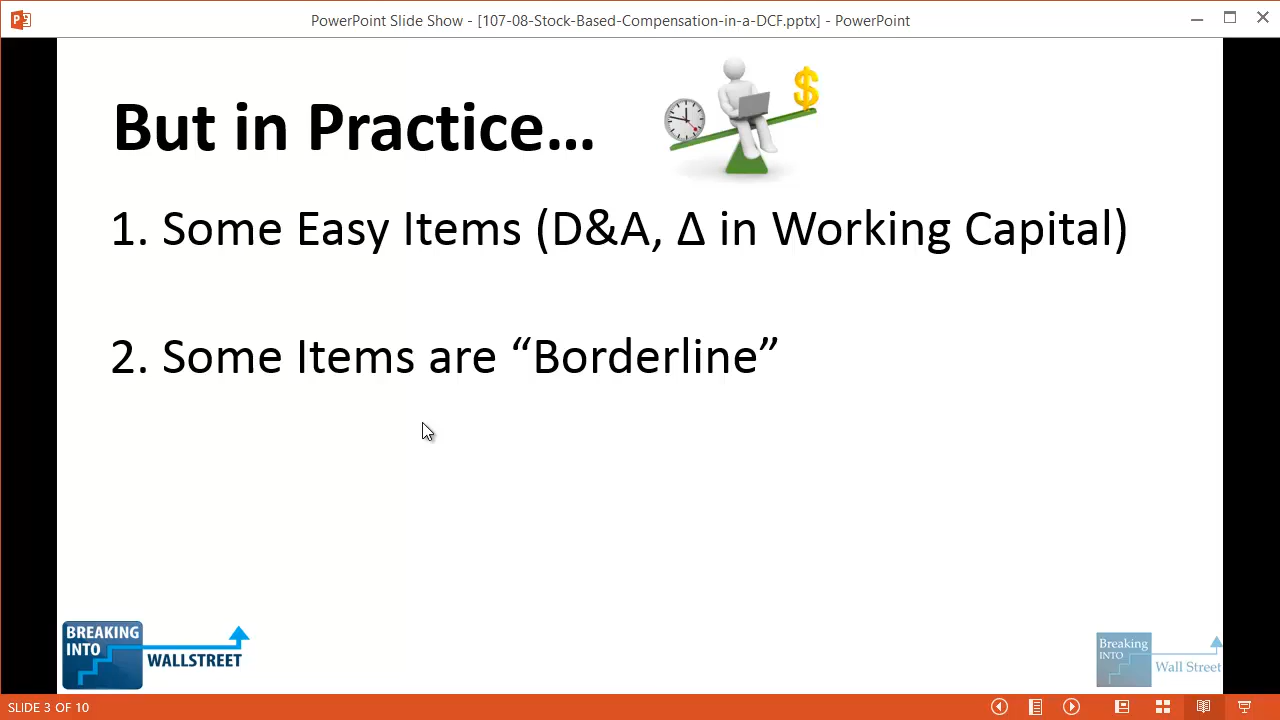 PowerPoint Slide Show - [107-08-Stock-Based-Compensation-in-a-DCF.pptx] - PowerPoint
But in Practice...
$
1. Some Easy Items (D&A, Δ in Working Capital)
2. Some Items are “Borderline”
BREAKING
INTO
WALLSTREET
Breaking
INTO
Wall Street
SLIDE 3 OF 10